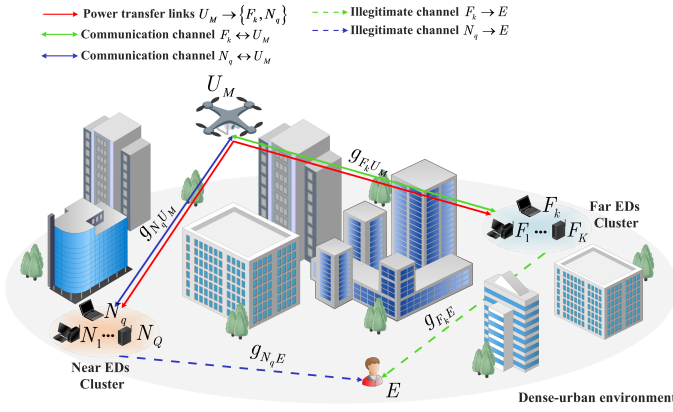 Power transfer links U_M → {F_k, N_q}
Communication channel F_k ↔ U_M
Communication channel N_q ↔ U_M
Illegitimate channel F_k → E
Illegitimate channel N_q → E
U_M
g_{F_k U_M}
g_{N_q U_M}
F_k
F_1 ••• F_K
Far EDs
Cluster
N_q
N_1 ••• N_Q
Near EDs
Cluster
g_{N_q E}
g_{F_k E}
E
Dense-urban environment